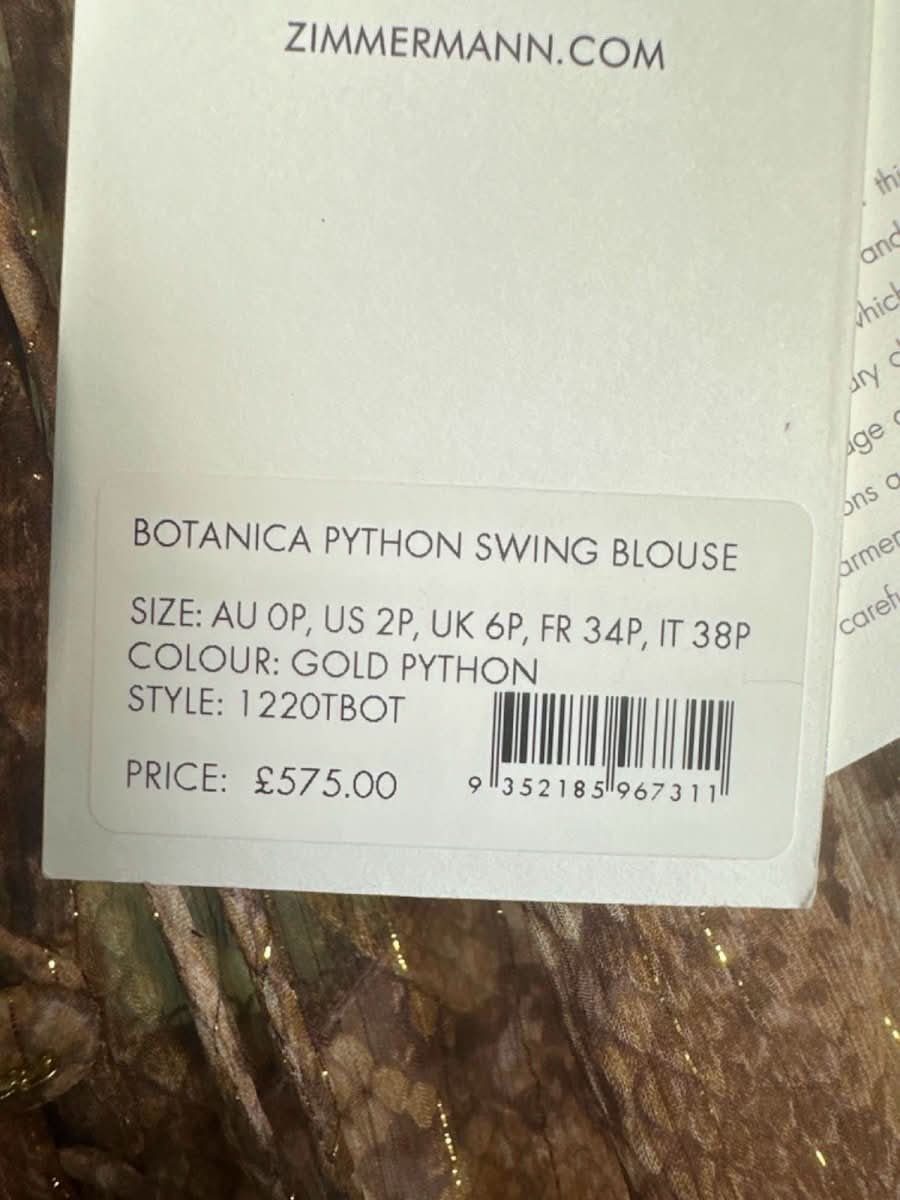 ZIMMERMANN.COM
BOTANICA PYTHON SWING BLOUSE
SIZE: AU 0P, US 2P, UK 6P, FR 34P, IT 38P
COLOUR: GOLD PYTHON
STYLE: 1220TBOT
PRICE: £575.00
9 352185 967311
and